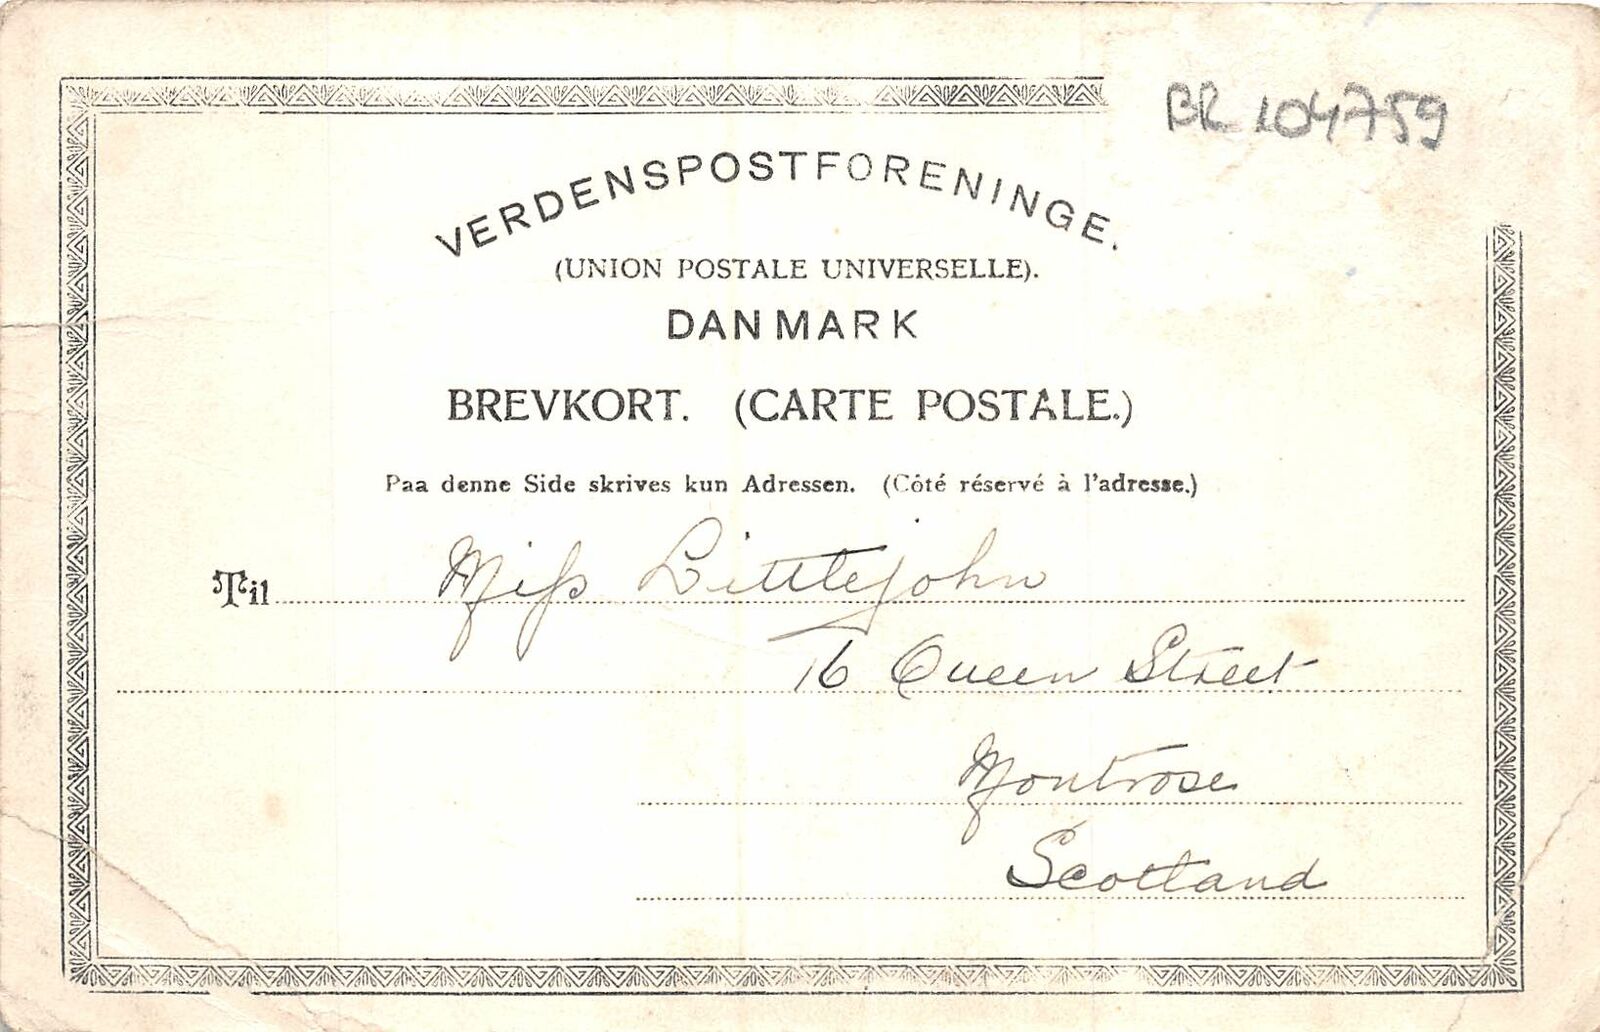 BR 104759
VERDENSPOSTFORENINGE.
(UNION POSTALE UNIVERSELLE).
DANMARK
BREVKORT. (CARTE POSTALE.)
Paa denne Side skrives kun Adressen. (Côté réservé à l'adresse.)
Til Miss Littlejohn
16 Queen Street
Montrose
Scotland